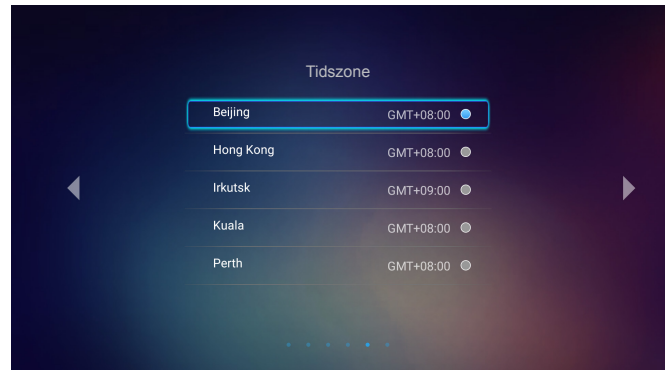 Tidszone
Beijing GMT+08:00
Hong Kong GMT+08:00
Irkutsk GMT+09:00
Kuala GMT+08:00
Perth GMT+08:00